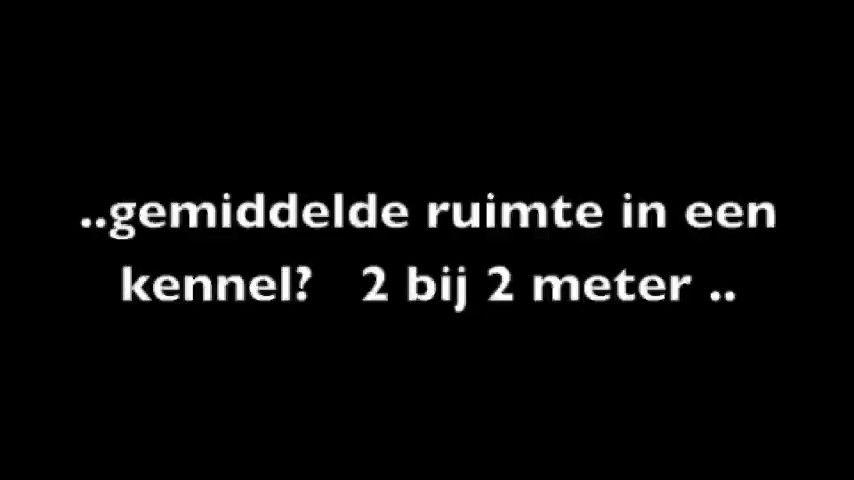 ..gemiddelde ruimte in een
kennel? 2 bij 2 meter ..